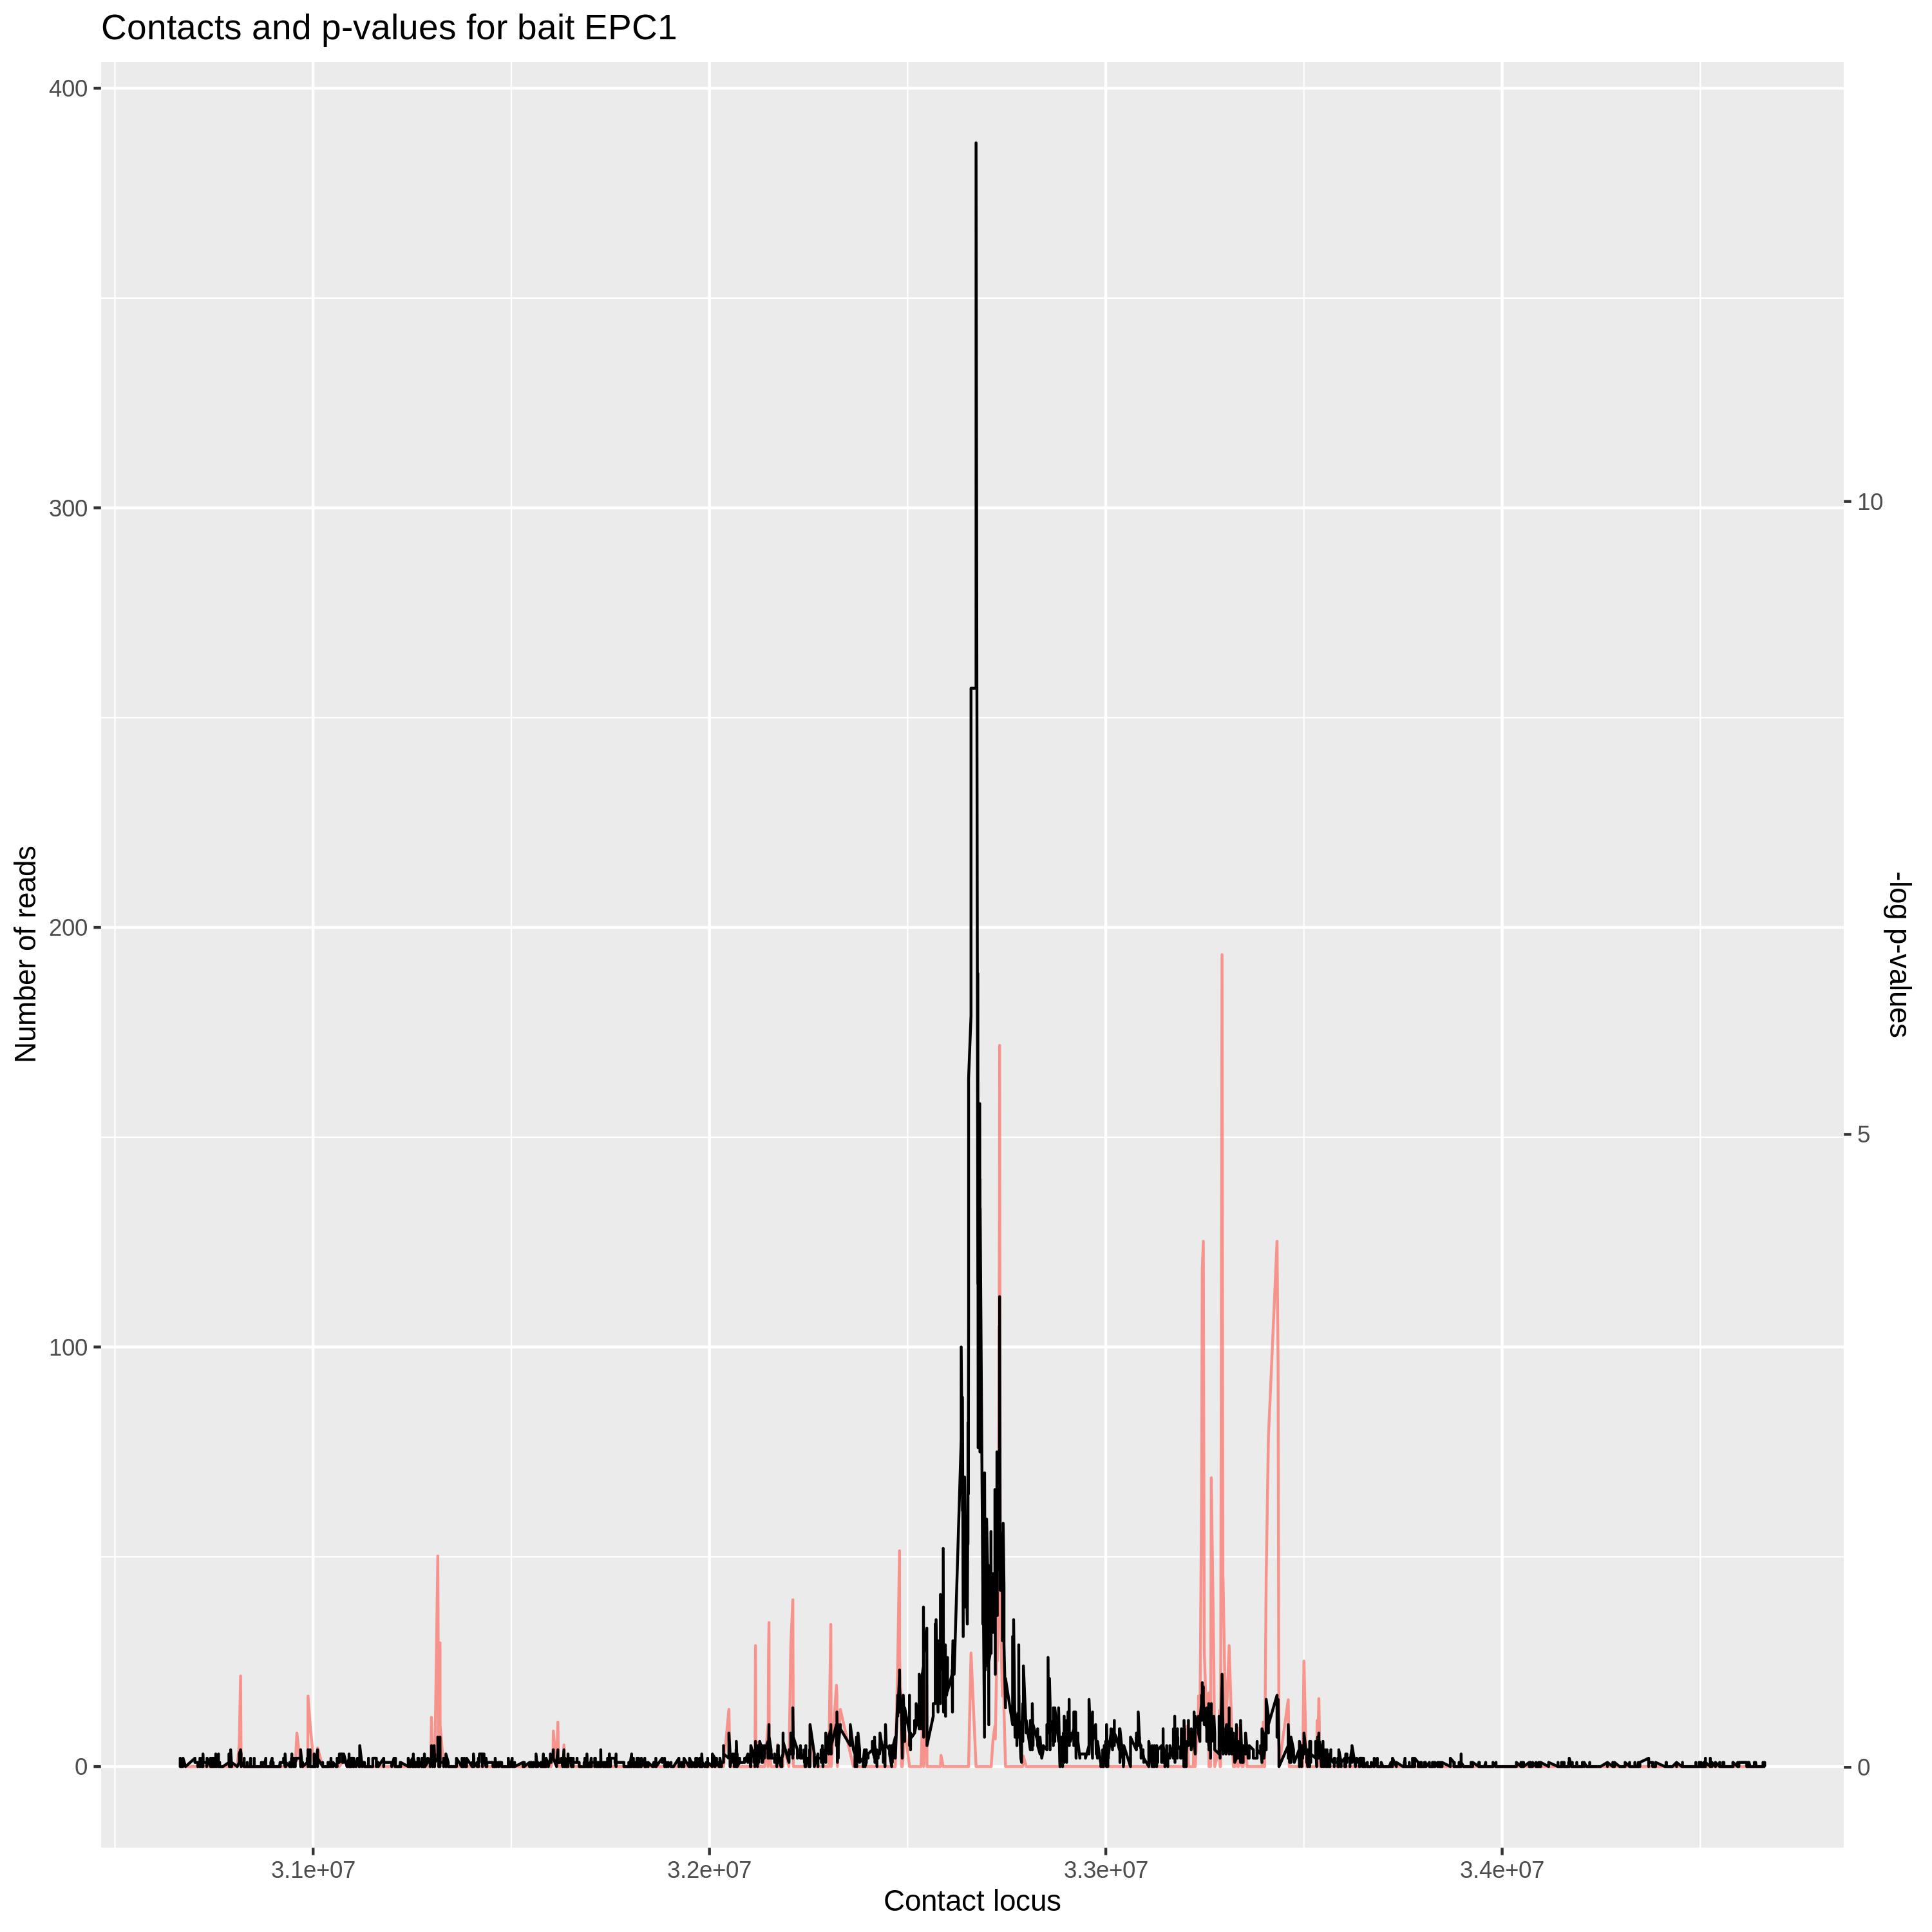 Contacts and p-values for bait EPC1
400
300
200
100
0
Number of reads
10
5
0
-log p-values
3.1e+07
3.2e+07
3.3e+07
3.4e+07
Contact locus